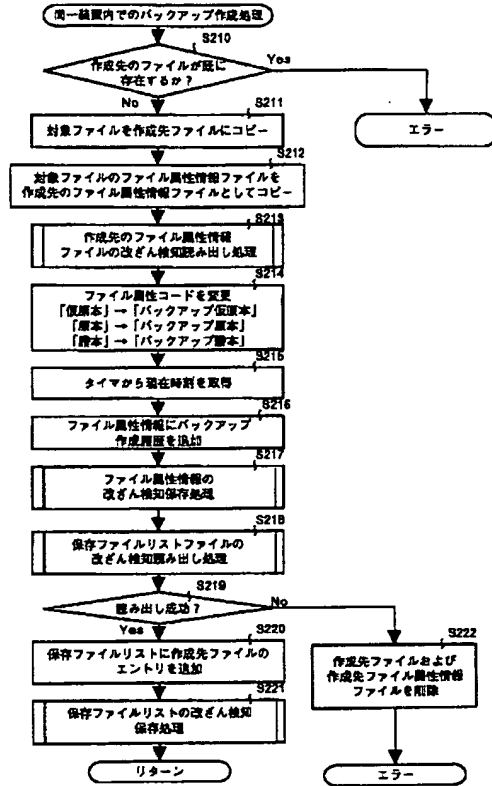 同一装置内でのバックアップ作成処理
S210
作成先のファイルが既に
存在するか？
Yes
No
エラー
S211
対象ファイルを作成先ファイルにコピー
S212
対象ファイルのファイル属性情報ファイルを
作成先のファイル属性情報ファイルとしてコピー
S213
作成先のファイル属性情報
ファイルの改ざん検知読み出し処理
S214
ファイル属性コードを変更
「仮原本」→「バックアップ仮原本」
「原本」→「バックアップ原本」
「謄本」→「バックアップ謄本」
S215
タイマから現在時刻を取得
S216
ファイル属性情報にバックアップ
作成履歴を追加
S217
ファイル属性情報の
改ざん検知保存処理
S218
保存ファイルリストファイルの
改ざん検知読み出し処理
S219
読み出し成功？
No
Yes
S220
保存ファイルリストに作成先ファイルの
エントリを追加
S222
作成先ファイルおよび
作成先ファイル属性情報
ファイルを削除
S221
保存ファイルリストの改ざん検知
保存処理
リターン
エラー